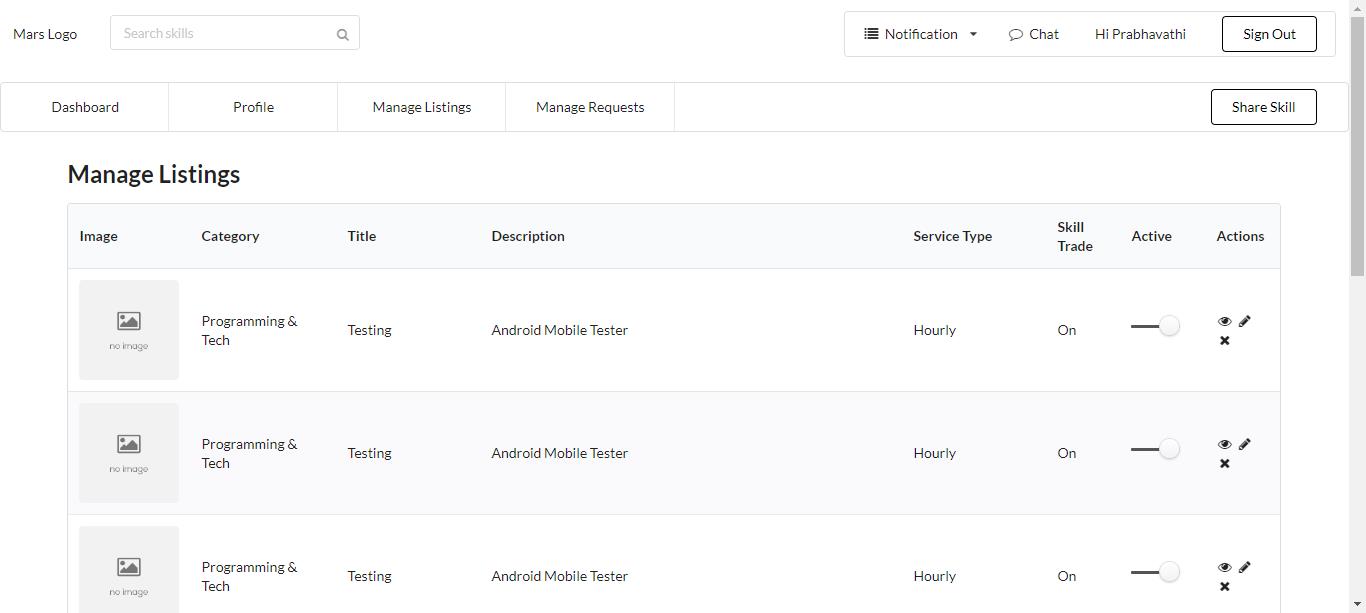 Mars Logo
Search skills
Notification
Chat
Hi Prabhavathi
Sign Out
Dashboard
Profile
Manage Listings
Manage Requests
Share Skill
Manage Listings
Image
Category
Title
Description
Service Type
Skill
Trade
Active
Actions
no image
Programming &
Tech
Testing
Android Mobile Tester
Hourly
On
no image
Programming &
Tech
Testing
Android Mobile Tester
Hourly
On
no image
Programming &
Tech
Testing
Android Mobile Tester
Hourly
On